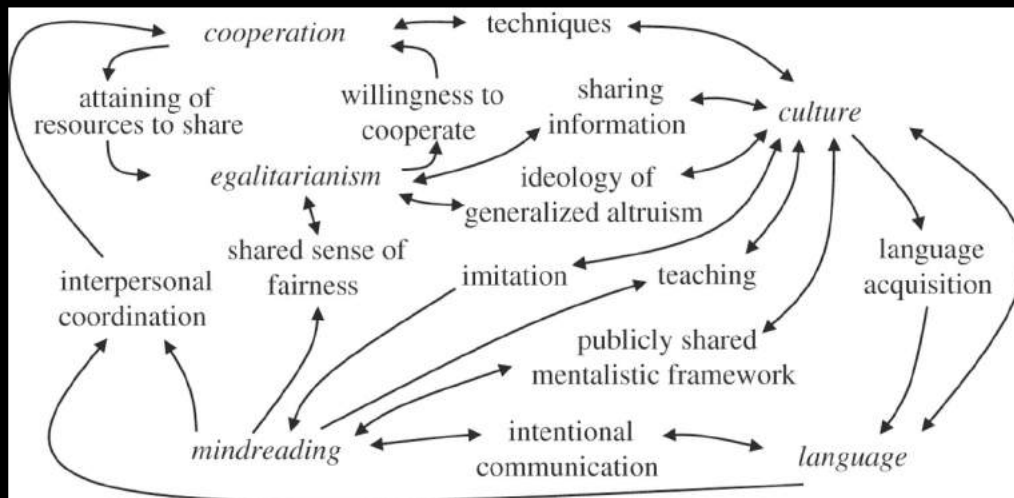 cooperation
techniques
attaining of
resources to share
willingness to
cooperate
sharing
information
culture
egalitarianism
ideology of
generalized altruism
shared sense of
fairness
imitation
teaching
language
acquisition
interpersonal
coordination
publicly shared
mentalistic framework
mindreading
intentional
communication
language